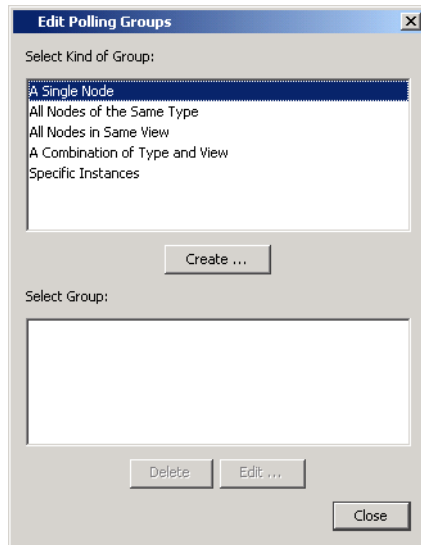 Edit Polling Groups
Select Kind of Group:
A Single Node
All Nodes of the Same Type
All Nodes in Same View
A Combination of Type and View
Specific Instances
Create ...
Select Group:
Delete Edit ...
Close